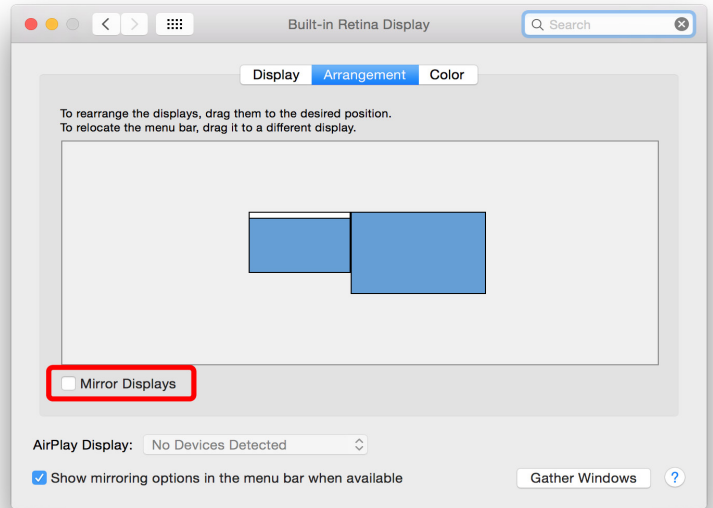 Built-in Retina Display
Search
Display Arrangement Color
To rearrange the displays, drag them to the desired position.
To relocate the menu bar, drag it to a different display.
Mirror Displays
AirPlay Display: No Devices Detected
Show mirroring options in the menu bar when available
Gather Windows ?